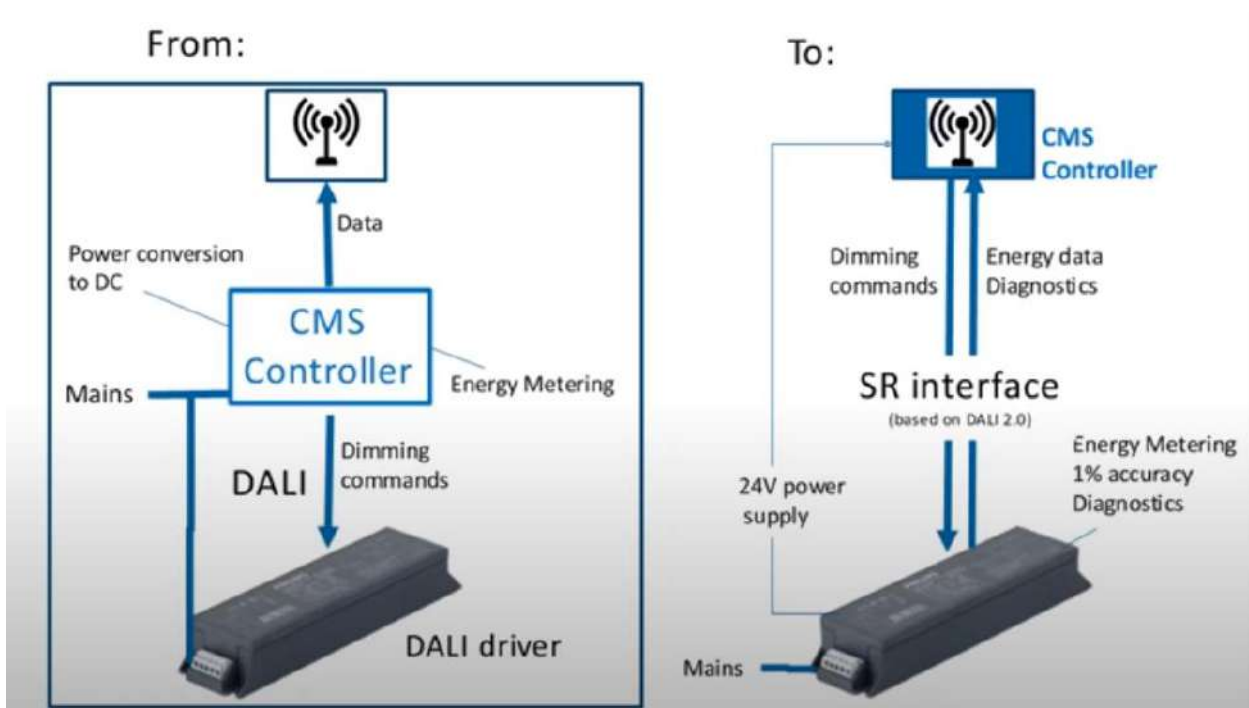 From:
Data
Power conversion
to DC
CMS
Controller
Mains
Energy Metering
Dimming
commands
DALI
DALI driver
To:
CMS
Controller
Dimming
commands
Energy data
Diagnostics
SR interface
(based on DALI 2.0)
24V power
supply
Energy Metering
1% accuracy
Diagnostics
Mains